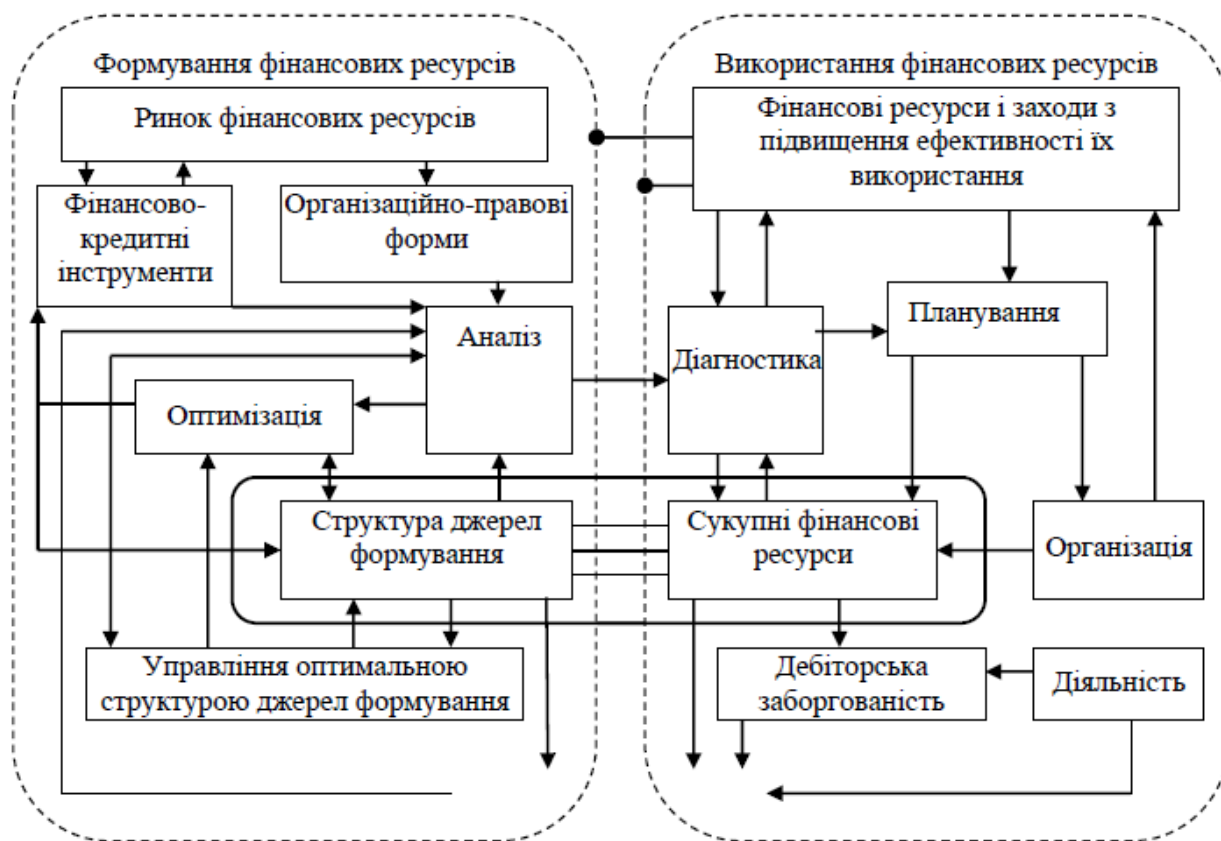 Формування фінансових ресурсів
Ринок фінансових ресурсів
Фінансово-
кредитні
інструменти
Організаційно-правові
форми
Аналіз
Оптимізація
Структура джерел
формування
Управління оптимальною
структурою джерел формування
Використання фінансових ресурсів
Фінансові ресурси і заходи з
підвищення ефективності їх
використання
Планування
Діагностика
Сукупні фінансові
ресурси
Організація
Дебіторська
заборгованість
Діяльність